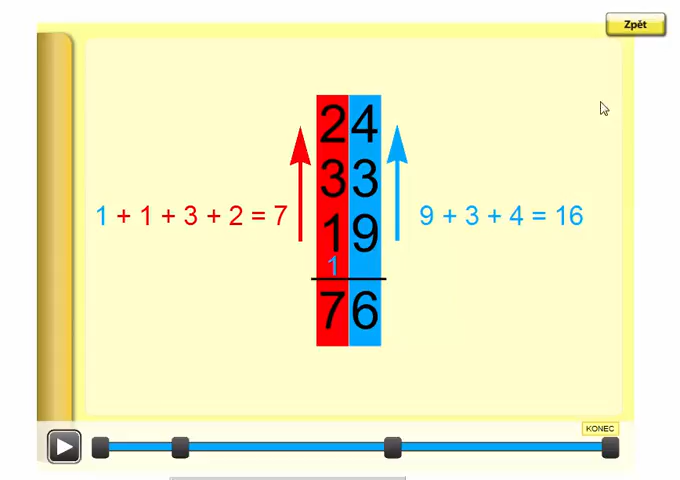 Zpět
24
33
1 + 1 + 3 + 2 = 7
19
9 + 3 + 4 = 16
1
76
KONEC